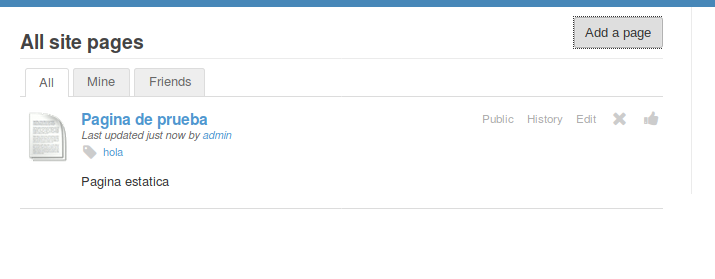 All site pages
Add a page
All
Mine
Friends
Pagina de prueba
Public
History
Edit
Last updated just now by admin
hola
Pagina estatica